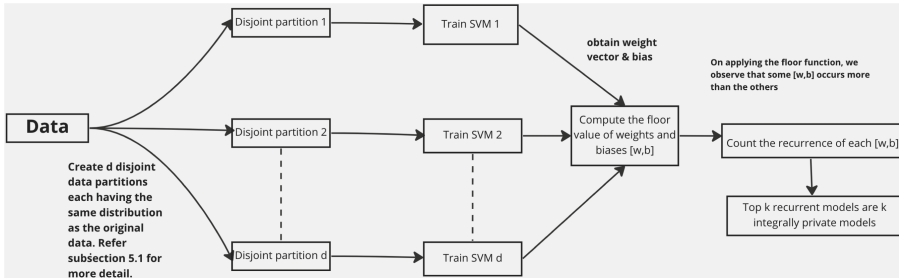 Data
Create d disjoint
data partitions
each having the
same distribution
as the original
data. Refer
subsection 5.1 for
more detail.
Disjoint partition 1
Disjoint partition 2
Disjoint partition d
Train SVM 1
Train SVM 2
Train SVM d
obtain weight
vector & bias
Compute the floor
value of weights and
biases [w,b]
On applying the floor function, we
observe that some [w,b] occurs more
than the others
Count the recurrence of each [w,b]
Top k recurrent models are k
integrally private models